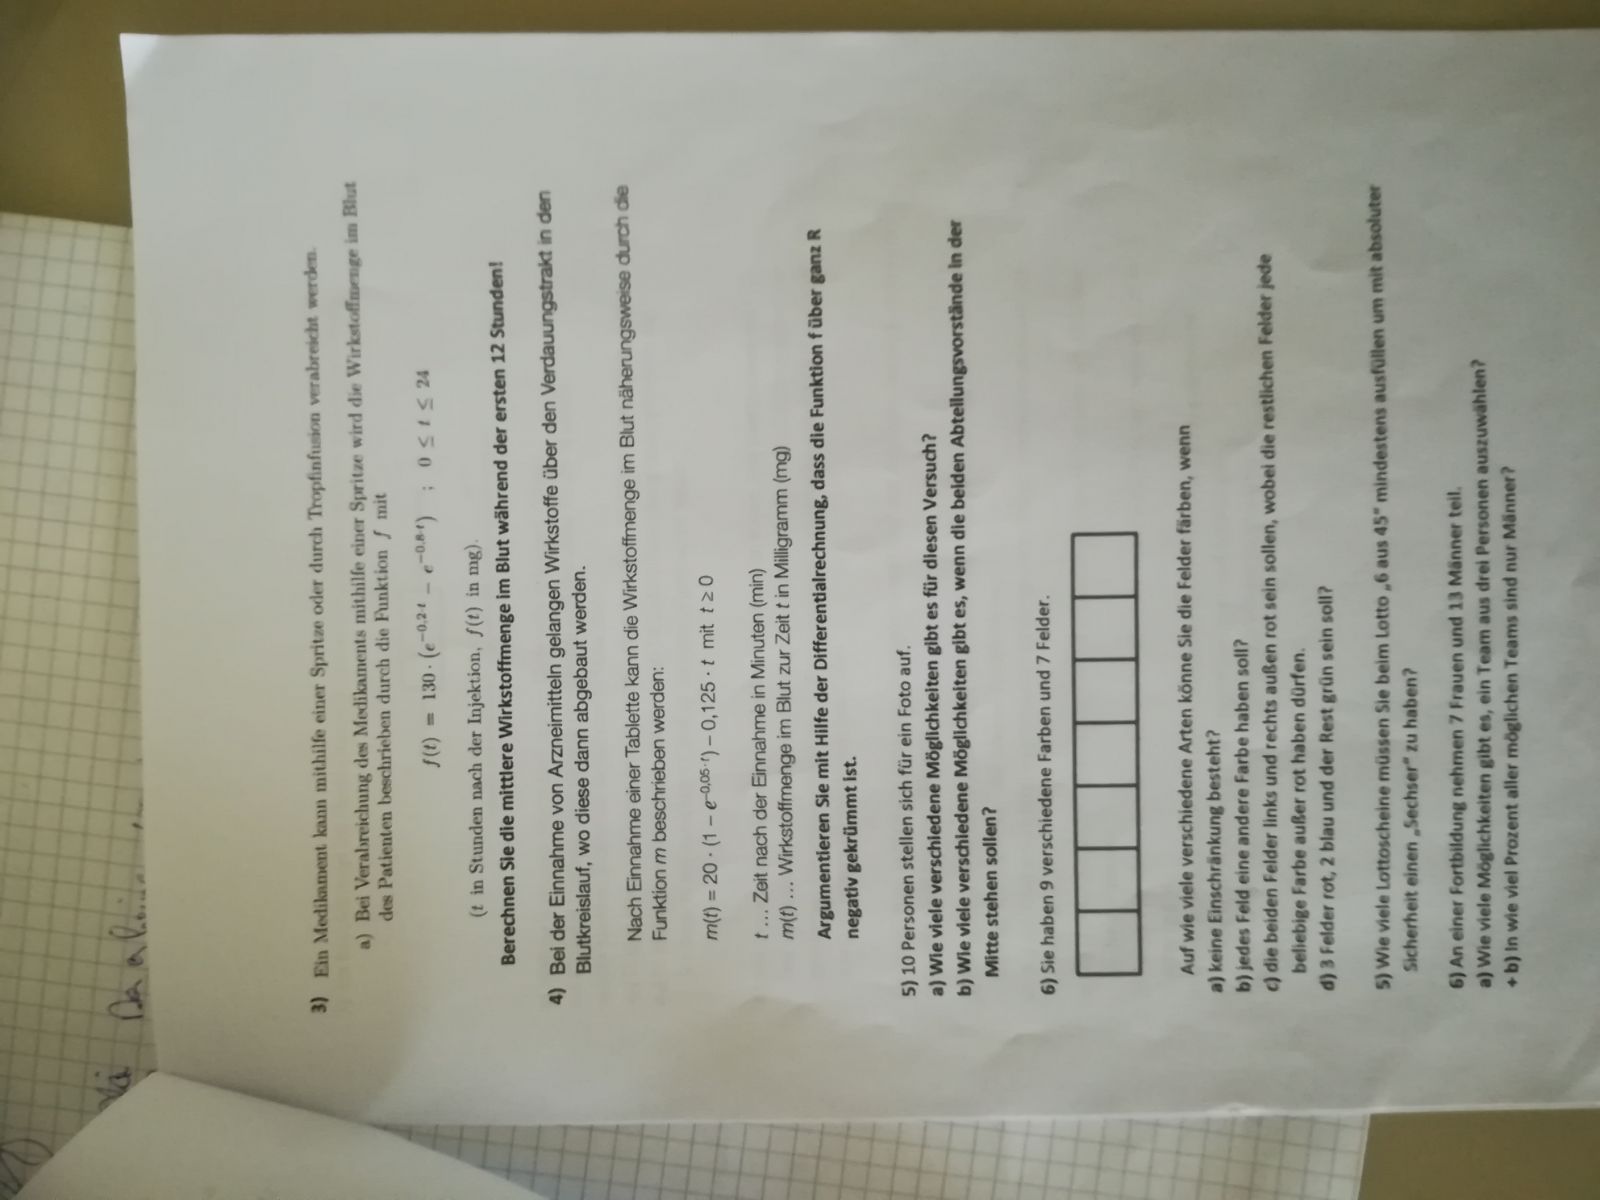 Da
3) Ein Medikament kann mithilfe einer Spritze oder durch Tropfinfusion verabreicht werden.
a) Bei Verabreichung des Medikaments mithilfe einer Spritze wird die Wirkstoffmenge im Blut
des Patienten beschrieben durch die Funktion f mit
f(t) = 130 · (e^{-0,2·t} − e^{-0,8·t}) ; 0 ≤ t ≤ 24
(t in Stunden nach der Injektion, f(t) in mg).
Berechnen Sie die mittlere Wirkstoffmenge im Blut während der ersten 12 Stunden!
4) Bei der Einnahme von Arzneimitteln gelangen Wirkstoffe über den Verdauungstrakt in den
Blutkreislauf, wo diese dann abgebaut werden.
Nach Einnahme einer Tablette kann die Wirkstoffmenge im Blut näherungsweise durch die
Funktion m beschrieben werden:
m(t) = 20 · (1 − e^{-0,05·t}) − 0,125 · t mit t ≥ 0
t ... Zeit nach der Einnahme in Minuten (min)
m(t) ... Wirkstoffmenge im Blut zur Zeit t in Milligramm (mg)
Argumentieren Sie mit Hilfe der Differentialrechnung, dass die Funktion f über ganz R
negativ gekrümmt ist.
5) 10 Personen stellen sich für ein Foto auf.
a) Wie viele verschiedene Möglichkeiten gibt es für diesen Versuch?
b) Wie viele verschiedene Möglichkeiten gibt es, wenn die beiden Abteilungsvorstände in der
Mitte stehen sollen?
6) Sie haben 9 verschiedene Farben und 7 Felder.
Auf wie viele verschiedene Arten könne Sie die Felder färben, wenn
a) keine Einschränkung besteht?
b) jedes Feld eine andere Farbe haben soll?
c) die beiden Felder links und rechts außen rot sein sollen, wobei die restlichen Felder jede
beliebige Farbe außer rot haben dürfen.
d) 3 Felder rot, 2 blau und der Rest grün sein soll?
5) Wie viele Lottoscheine müssen Sie beim Lotto „6 aus 45“ mindestens ausfüllen um mit absoluter
Sicherheit einen „Sechser“ zu haben?
6) An einer Fortbildung nehmen 7 Frauen und 13 Männer teil.
a) Wie viele Möglichkeiten gibt es, ein Team aus drei Personen auszuwählen?
+ b) In wie viel Prozent aller möglichen Teams sind nur Männer?